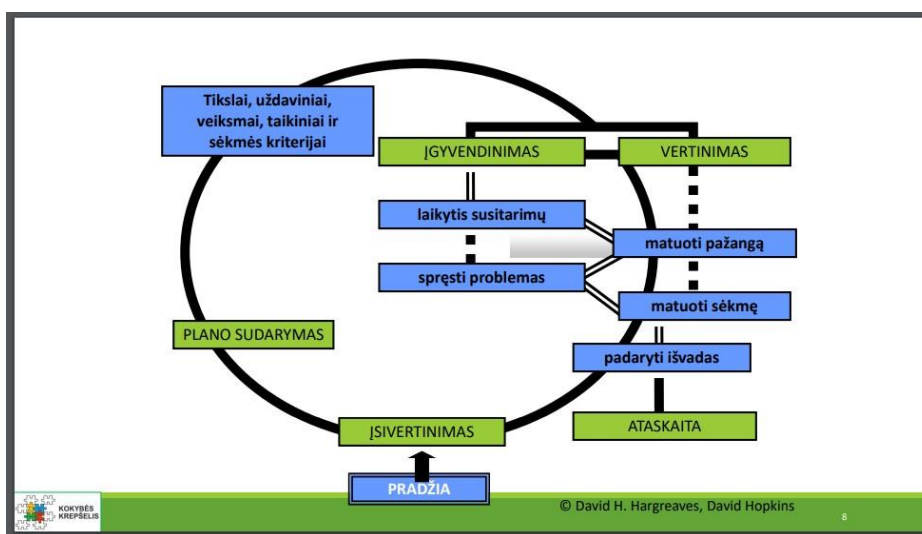 Tikslai, uždaviniai,
veiksmai, taikiniai ir
sėkmės kriterijai
ĮGYVENDINIMAS
VERTINIMAS
laikytis susitarimų
matuoti pažangą
spręsti problemas
matuoti sėkmę
PLANO SUDARYMAS
padaryti išvadas
ĮSIVERTINIMAS
ATASKAITA
PRADŽIA
KOKYBĖS
KREPŠELIS
© David H. Hargreaves, David Hopkins
8